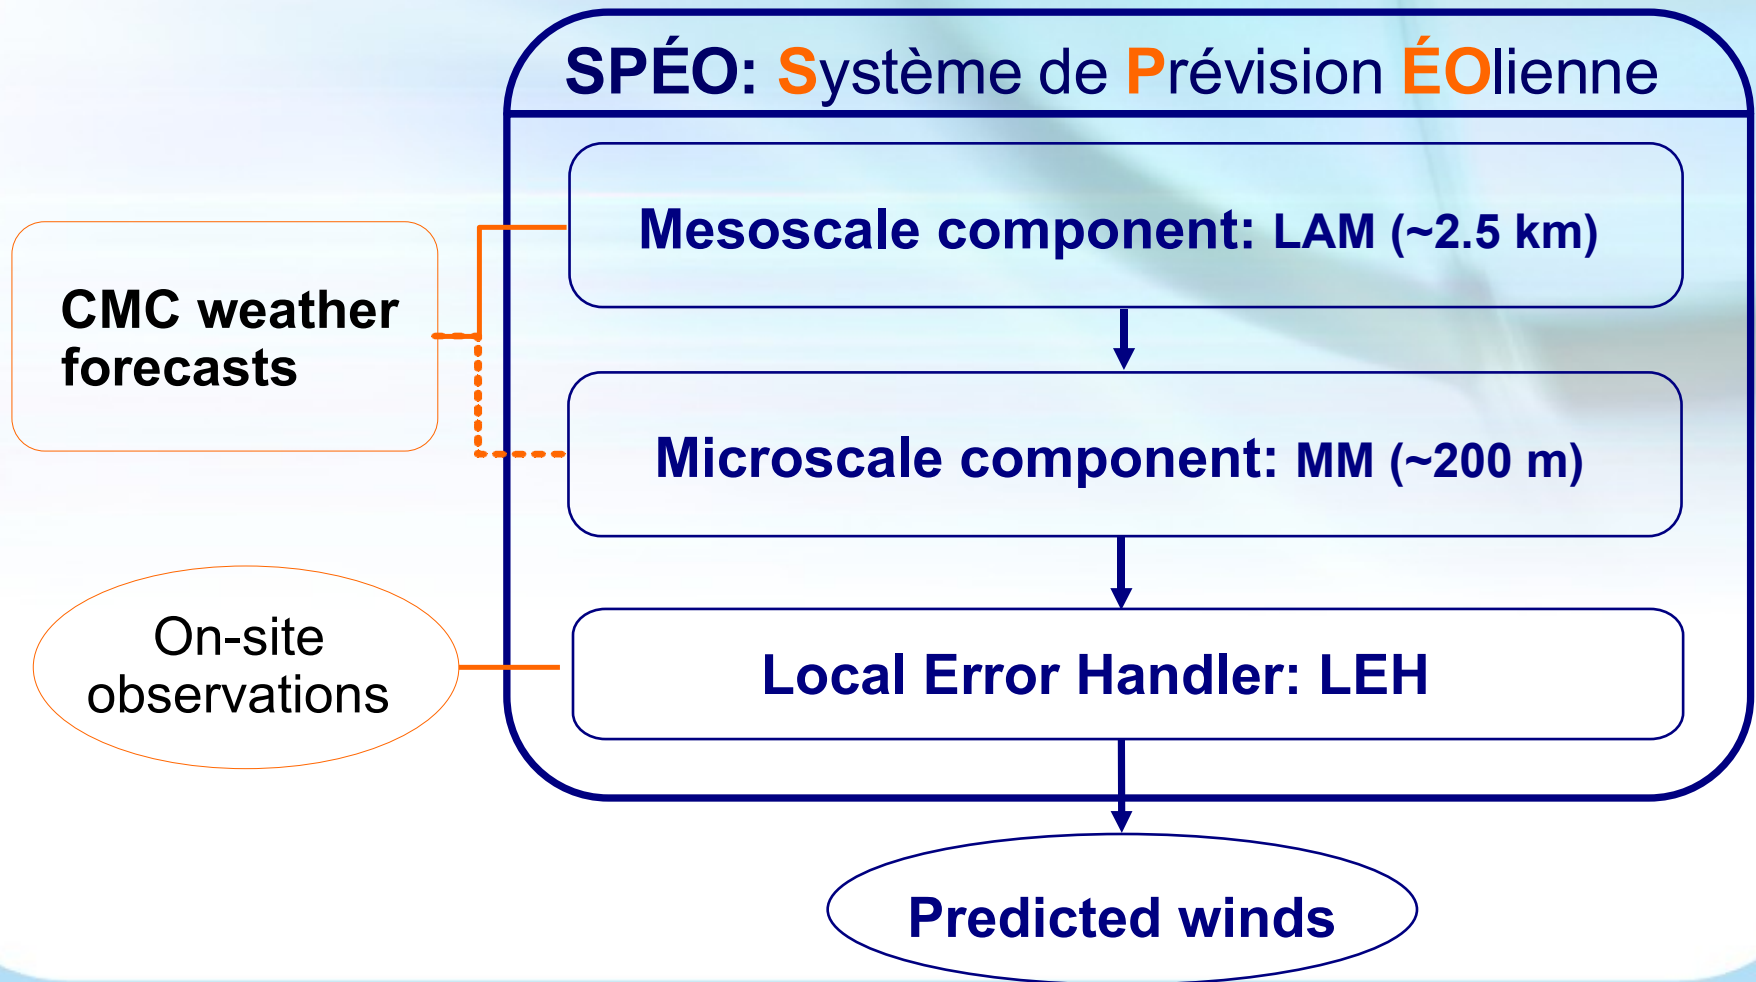 SPÉO: Système de Prévision ÉOlienne
Mesoscale component: LAM (~2.5 km)
CMC weather
forecasts
Microscale component: MM (~200 m)
On-site
observations
Local Error Handler: LEH
Predicted winds